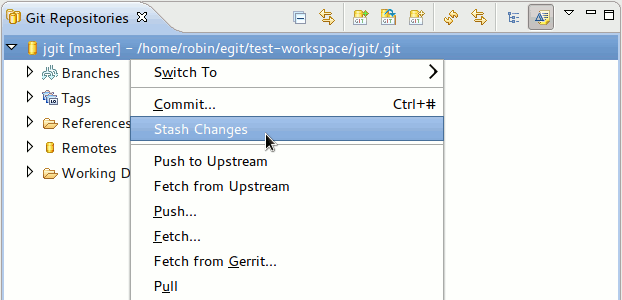 Git Repositories
jgit [master] – /home/robin/egit/test-workspace/jgit/.git
Branches
Tags
References
Remotes
Working D
Switch To
Commit... Ctrl+#
Stash Changes
Push to Upstream
Fetch from Upstream
Push...
Fetch...
Fetch from Gerrit...
Pull